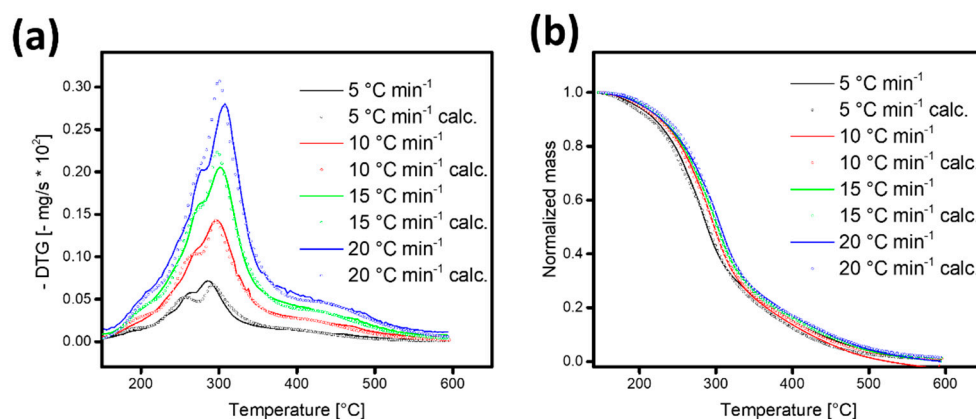 (a)
0.30
0.25
0.20
0.15
0.10
0.05
0.00
- DTG [- mg/s * 10²]
5 °C min⁻¹
5 °C min⁻¹ calc.
10 °C min⁻¹
10 °C min⁻¹ calc.
15 °C min⁻¹
15 °C min⁻¹ calc.
20 °C min⁻¹
20 °C min⁻¹ calc.
200 300 400 500 600
Temperature [°C]
(b)
1.0
0.8
0.6
0.4
0.2
0.0
Normalized mass
5 °C min⁻¹
5 °C min⁻¹ calc.
10 °C min⁻¹
10 °C min⁻¹ calc.
15 °C min⁻¹
15 °C min⁻¹ calc.
20 °C min⁻¹
20 °C min⁻¹ calc.
200 300 400 500 600
Temperature [°C]